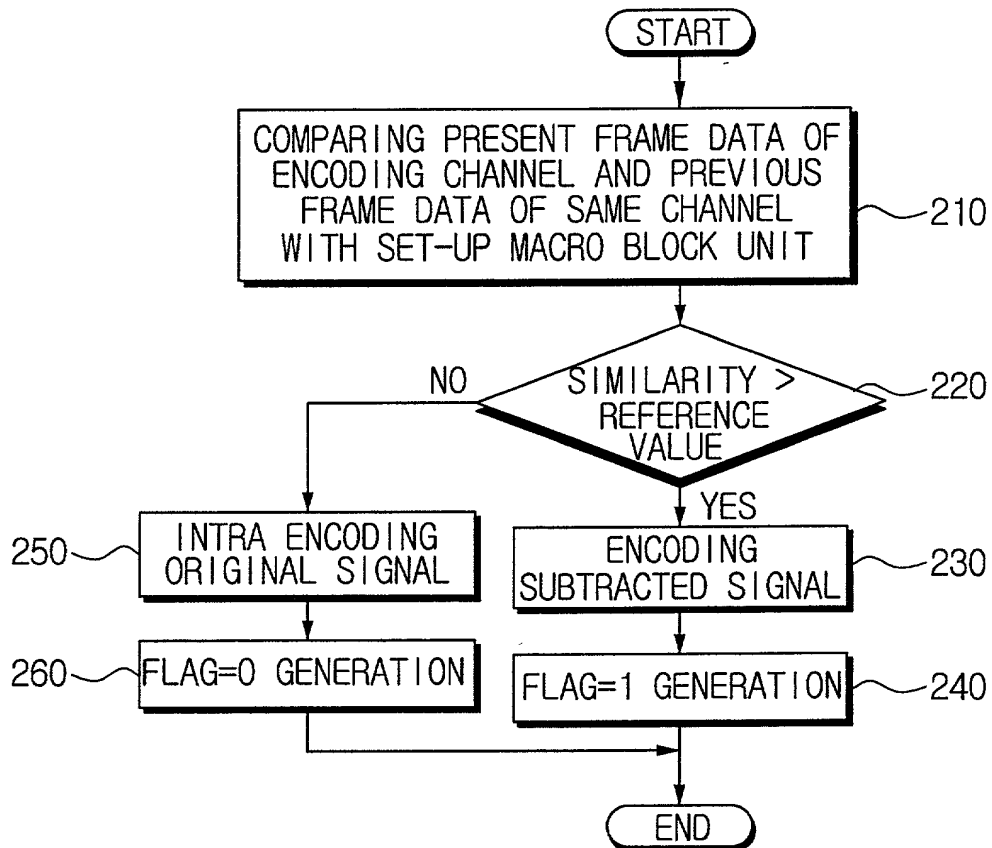 START
COMPARING PRESENT FRAME DATA OF
ENCODING CHANNEL AND PREVIOUS
FRAME DATA OF SAME CHANNEL
WITH SET-UP MACRO BLOCK UNIT
210
NO
SIMILARITY >
REFERENCE
VALUE
220
YES
250
INTRA ENCODING
ORIGINAL SIGNAL
ENCODING
SUBTRACTED SIGNAL
230
260
FLAG=0 GENERATION
FLAG=1 GENERATION
240
END